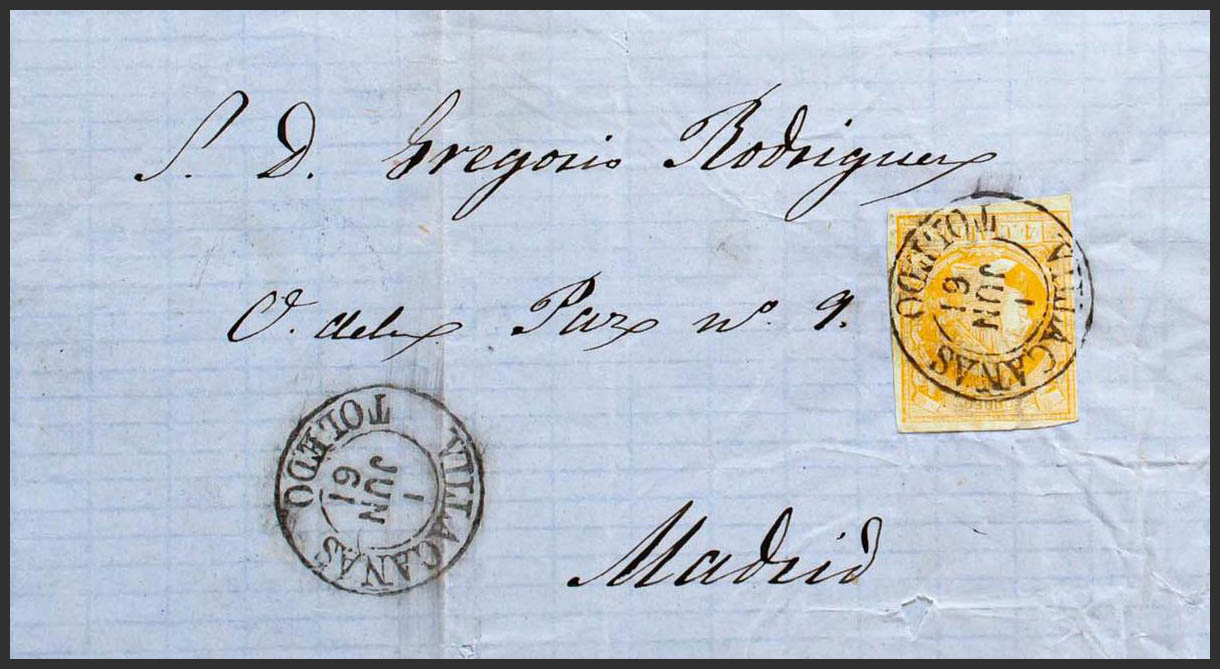 S. D. Gregorio Rodriguez
C. de la Paz nº. 9.
Madrid
VILLACAÑAS
TOLEDO
1
JUN
61
VILLACAÑAS
TOLEDO
1
JUN
61